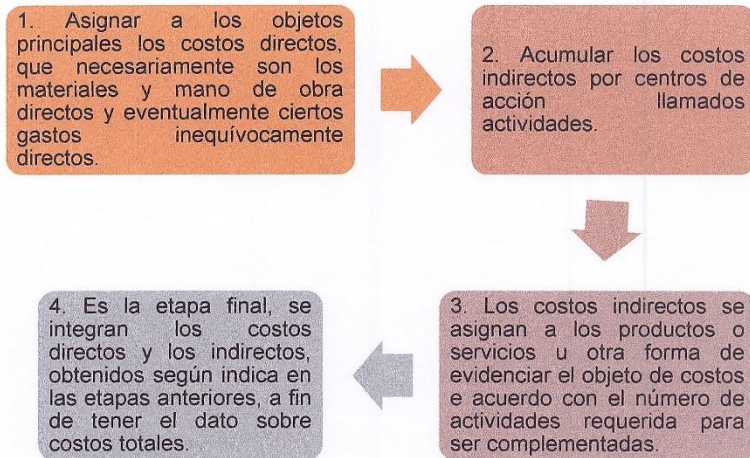 1. Asignar a los objetos
principales los costos directos,
que necesariamente son los
materiales y mano de obra
directos y eventualmente ciertos
gastos inequívocamente
directos.
2. Acumular los costos
indirectos por centros de
acción llamados
actividades.
3. Los costos indirectos se
asignan a los productos o
servicios u otra forma de
evidenciar el objeto de costos
e acuerdo con el número de
actividades requerida para
ser complementadas.
4. Es la etapa final, se
integran los costos
directos y los indirectos,
obtenidos según indica en
las etapas anteriores, a fin
de tener el dato sobre
costos totales.